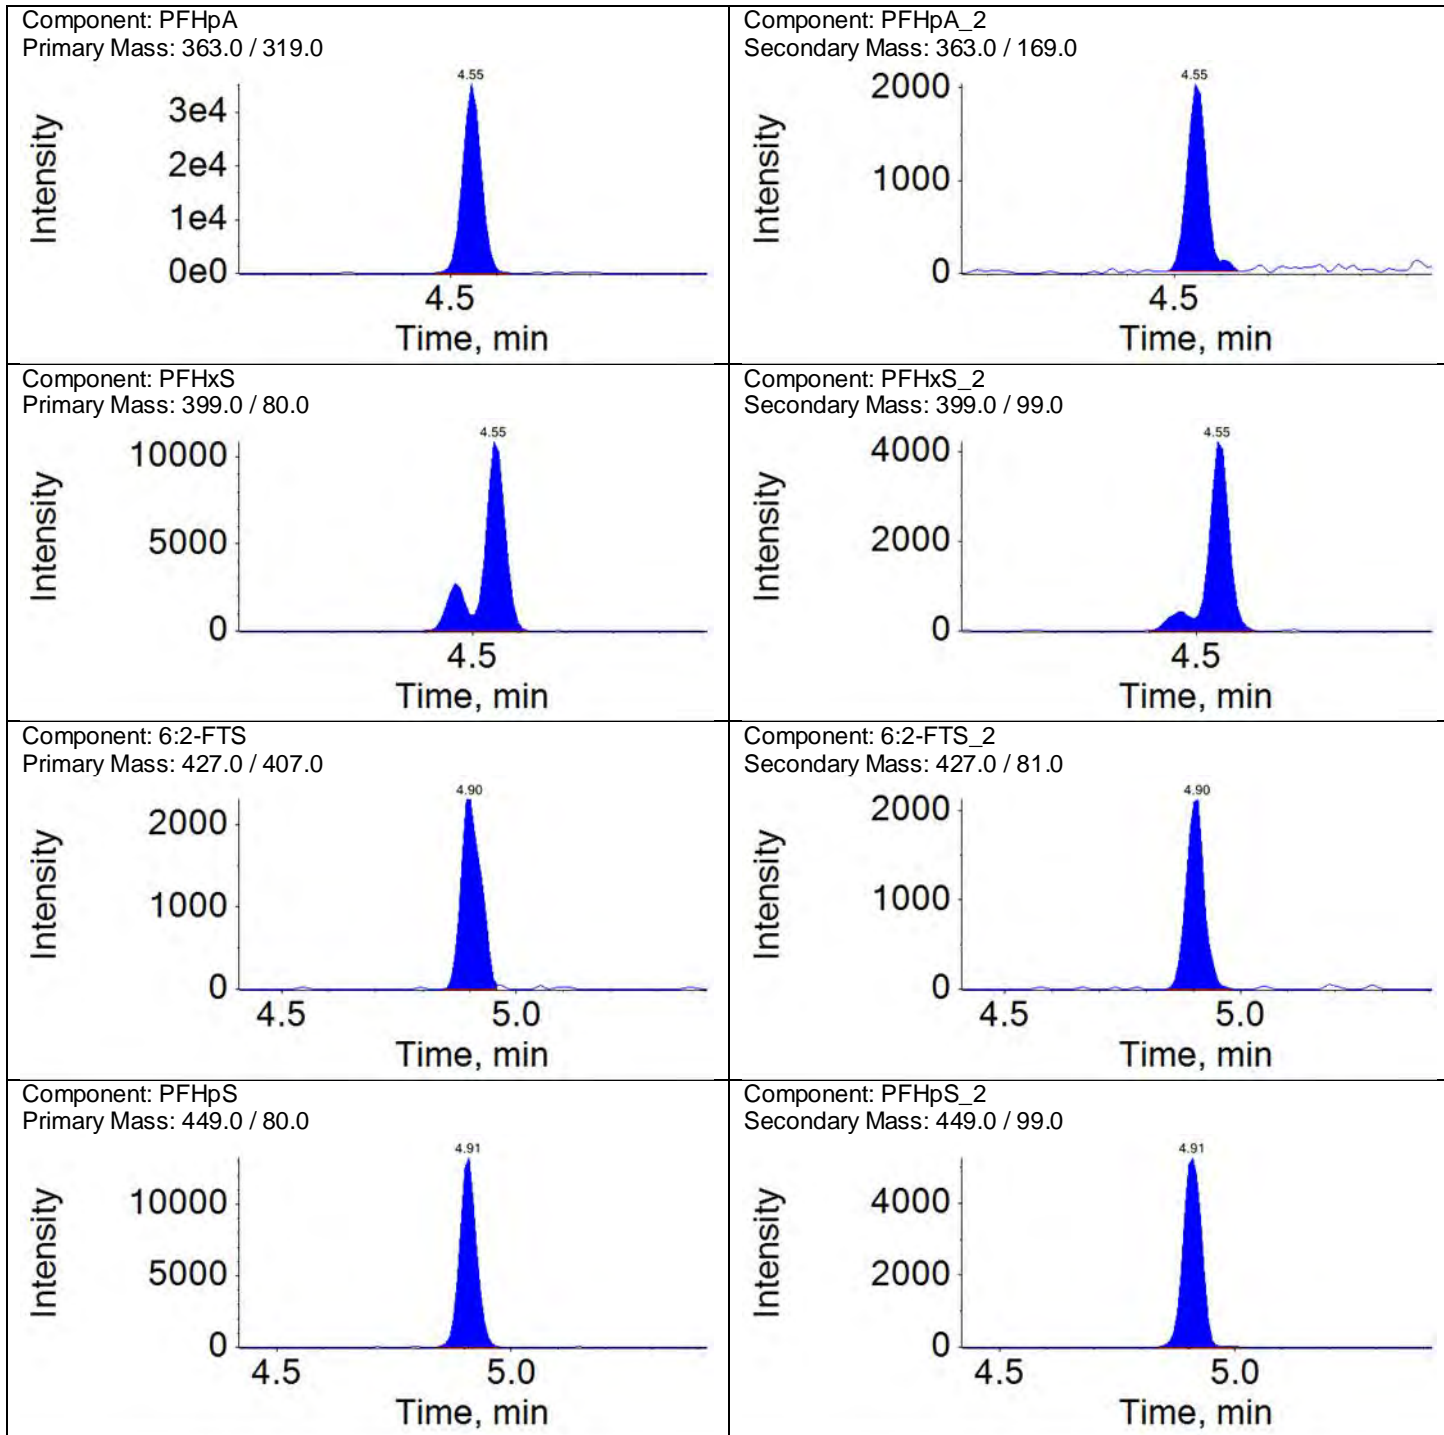 Component: PFHpA
Primary Mass: 363.0 / 319.0
4.55
3e4
2e4
1e4
0e0
Intensity
4.5
Time, min
Component: PFHpA_2
Secondary Mass: 363.0 / 169.0
4.55
2000
1000
0
Intensity
4.5
Time, min
Component: PFHxS
Primary Mass: 399.0 / 80.0
4.55
10000
5000
0
Intensity
4.5
Time, min
Component: PFHxS_2
Secondary Mass: 399.0 / 99.0
4.55
4000
2000
0
Intensity
4.5
Time, min
Component: 6:2-FTS
Primary Mass: 427.0 / 407.0
4.90
2000
1000
0
Intensity
4.5 5.0
Time, min
Component: 6:2-FTS_2
Secondary Mass: 427.0 / 81.0
4.90
2000
1000
0
Intensity
4.5 5.0
Time, min
Component: PFHpS
Primary Mass: 449.0 / 80.0
4.91
10000
5000
0
Intensity
4.5 5.0
Time, min
Component: PFHpS_2
Secondary Mass: 449.0 / 99.0
4.91
4000
2000
0
Intensity
4.5 5.0
Time, min